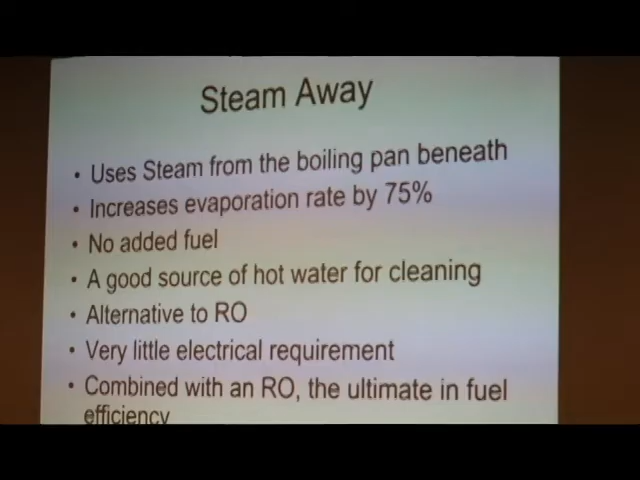 Steam Away
• Uses Steam from the boiling pan beneath
• Increases evaporation rate by 75%
• No added fuel
• A good source of hot water for cleaning
• Alternative to RO
• Very little electrical requirement
• Combined with an RO, the ultimate in fuel
efficiency